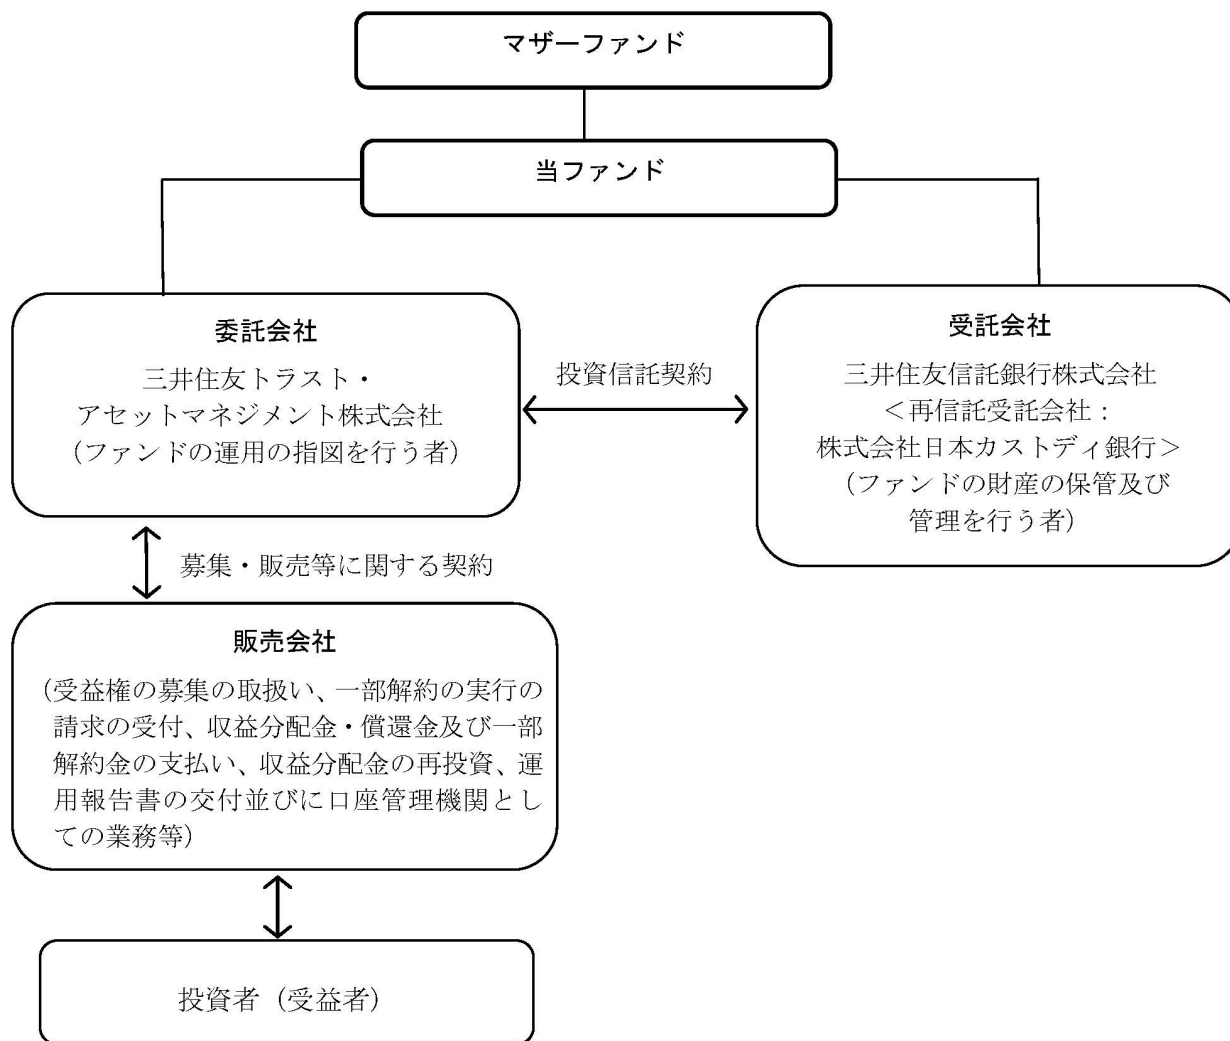 マザーファンド
当ファンド
委託会社
三井住友トラスト・
アセットマネジメント株式会社
（ファンドの運用の指図を行う者）
投資信託契約
受託会社
三井住友信託銀行株式会社
＜再信託受託会社：
株式会社日本カストディ銀行＞
（ファンドの財産の保管及び
管理を行う者）
募集・販売等に関する契約
販売会社
（受益権の募集の取扱い、一部解約の実行の
請求の受付、収益分配金・償還金及び一部
解約金の支払い、収益分配金の再投資、運
用報告書の交付並びに口座管理機関とし
ての業務等）
投資者（受益者）